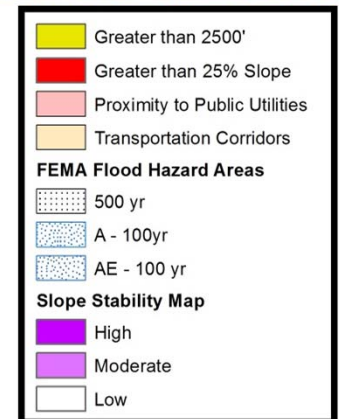 Greater than 2500'
Greater than 25% Slope
Proximity to Public Utilities
Transportation Corridors
FEMA Flood Hazard Areas
500 yr
A - 100yr
AE - 100 yr
Slope Stability Map
High
Moderate
Low